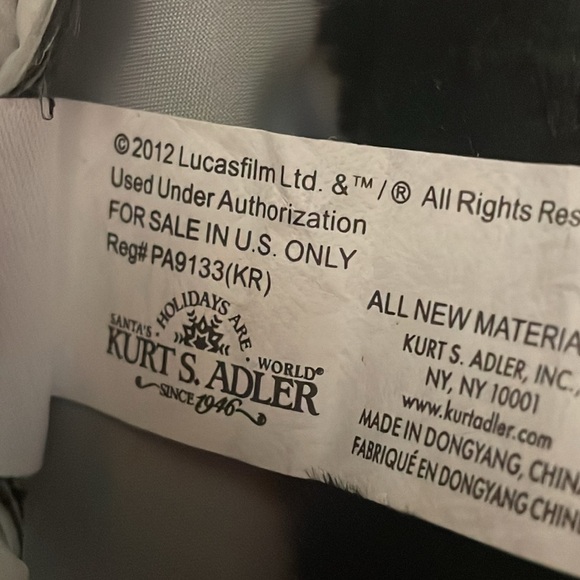 ©2012 Lucasfilm Ltd. &™/® All Rights Res
Used Under Authorization
FOR SALE IN U.S. ONLY
Reg# PA9133(KR)
HOLIDAYS ARE
SANTA'S WORLD®
KURT S. ADLER
SINCE 1946
ALL NEW MATERIA
KURT S. ADLER, INC.,
NY, NY 10001
www.kurtadler.com
MADE IN DONGYANG, CHIN
FABRIQUÉ EN DONGYANG CHIN